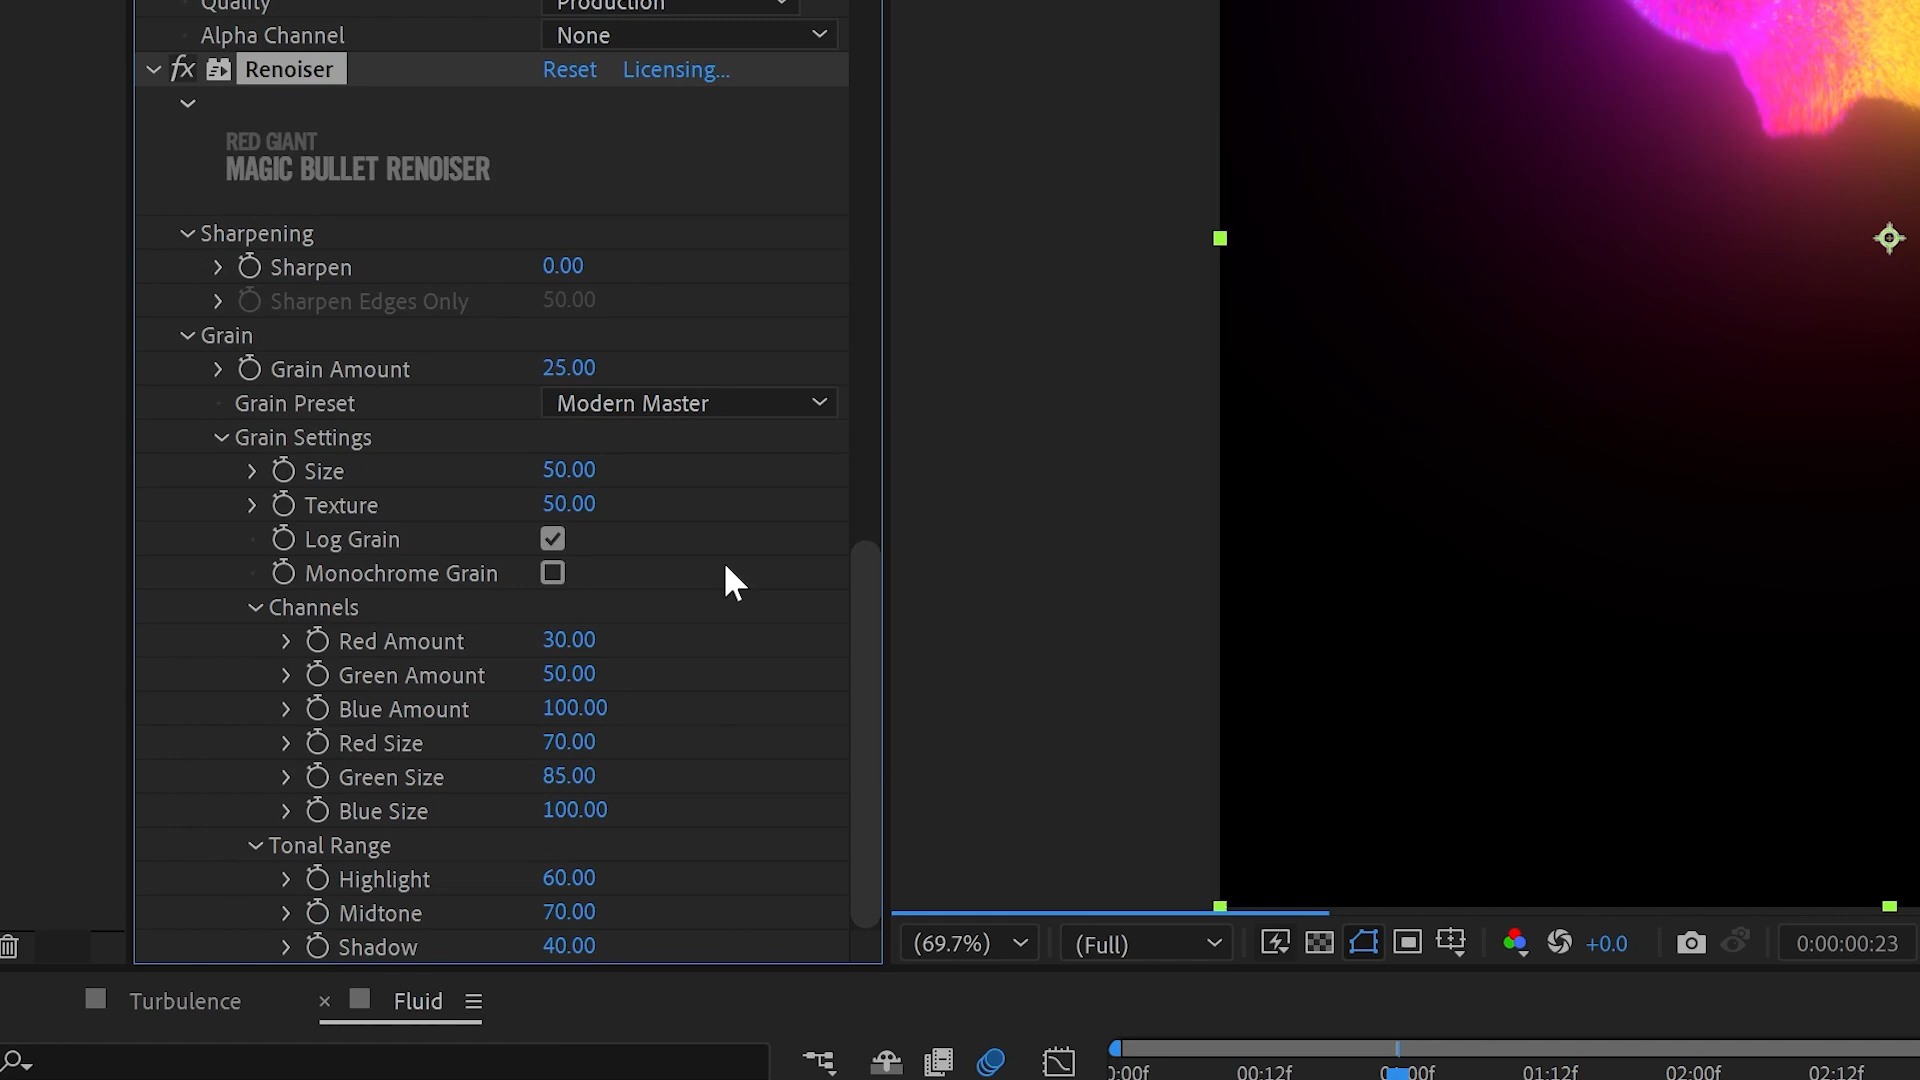 Quality Production
Alpha Channel None
fx Renoiser Reset Licensing...
RED GIANT
MAGIC BULLET RENOISER
Sharpening
Sharpen 0.00
Sharpen Edges Only 50.00
Grain
Grain Amount 25.00
Grain Preset Modern Master
Grain Settings
Size 50.00
Texture 50.00
Log Grain
Monochrome Grain
Channels
Red Amount 30.00
Green Amount 50.00
Blue Amount 100.00
Red Size 70.00
Green Size 85.00
Blue Size 100.00
Tonal Range
Highlight 60.00
Midtone 70.00
Shadow 40.00
(69.7%) (Full) +0.0 0:00:00:23
Turbulence × Fluid
00:12f 01:12f 02:00f 02:12f